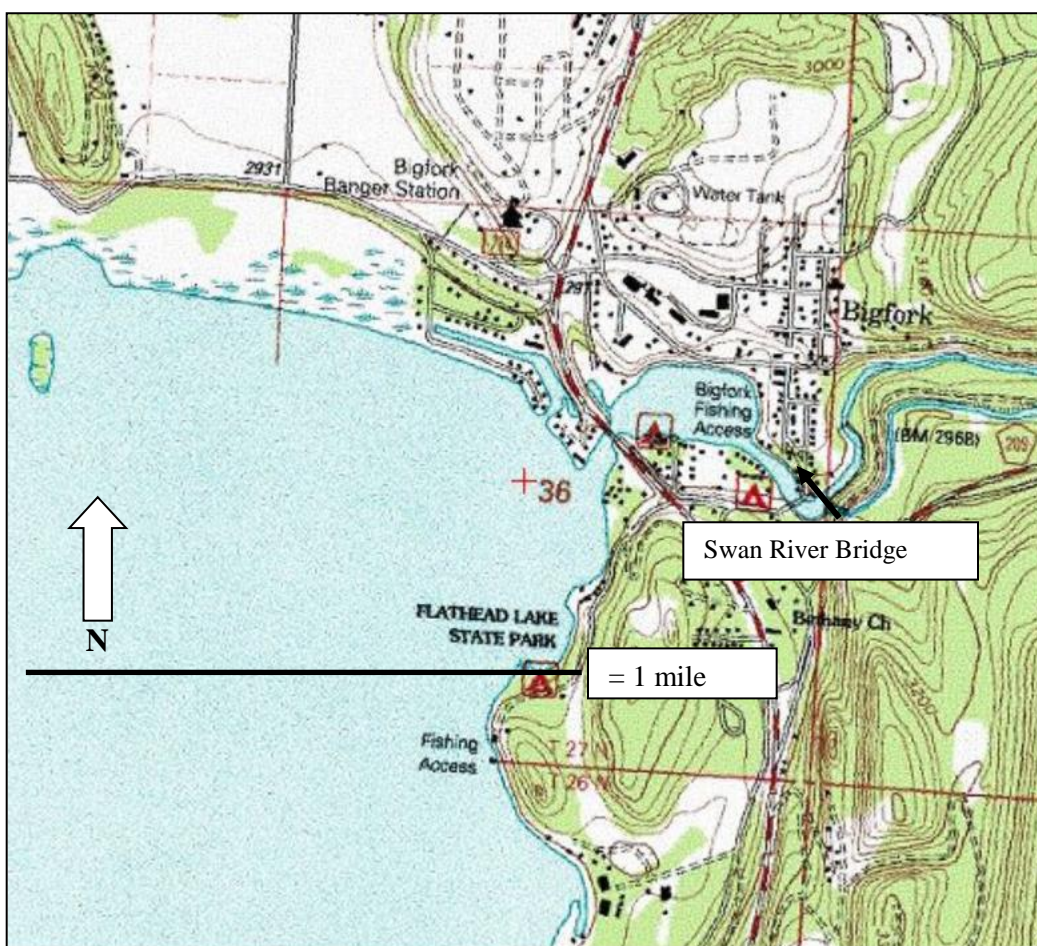 3000
2931
Bigfork
Ranger Station
Water Tank
Bigfork
Bigfork
Fishing
Access
(BM/2968)
209
36
Swan River Bridge
FLATHEAD LAKE
STATE PARK
Bethany Ch
N
= 1 mile
3200
Fishing
Access
T 27 N
T 26 N